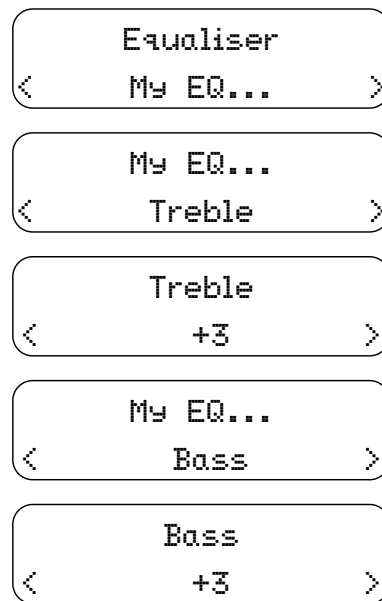 Equaliser
< My EQ... >
My EQ...
< Treble >
Treble
< +3 >
My EQ...
< Bass >
Bass
< +3 >